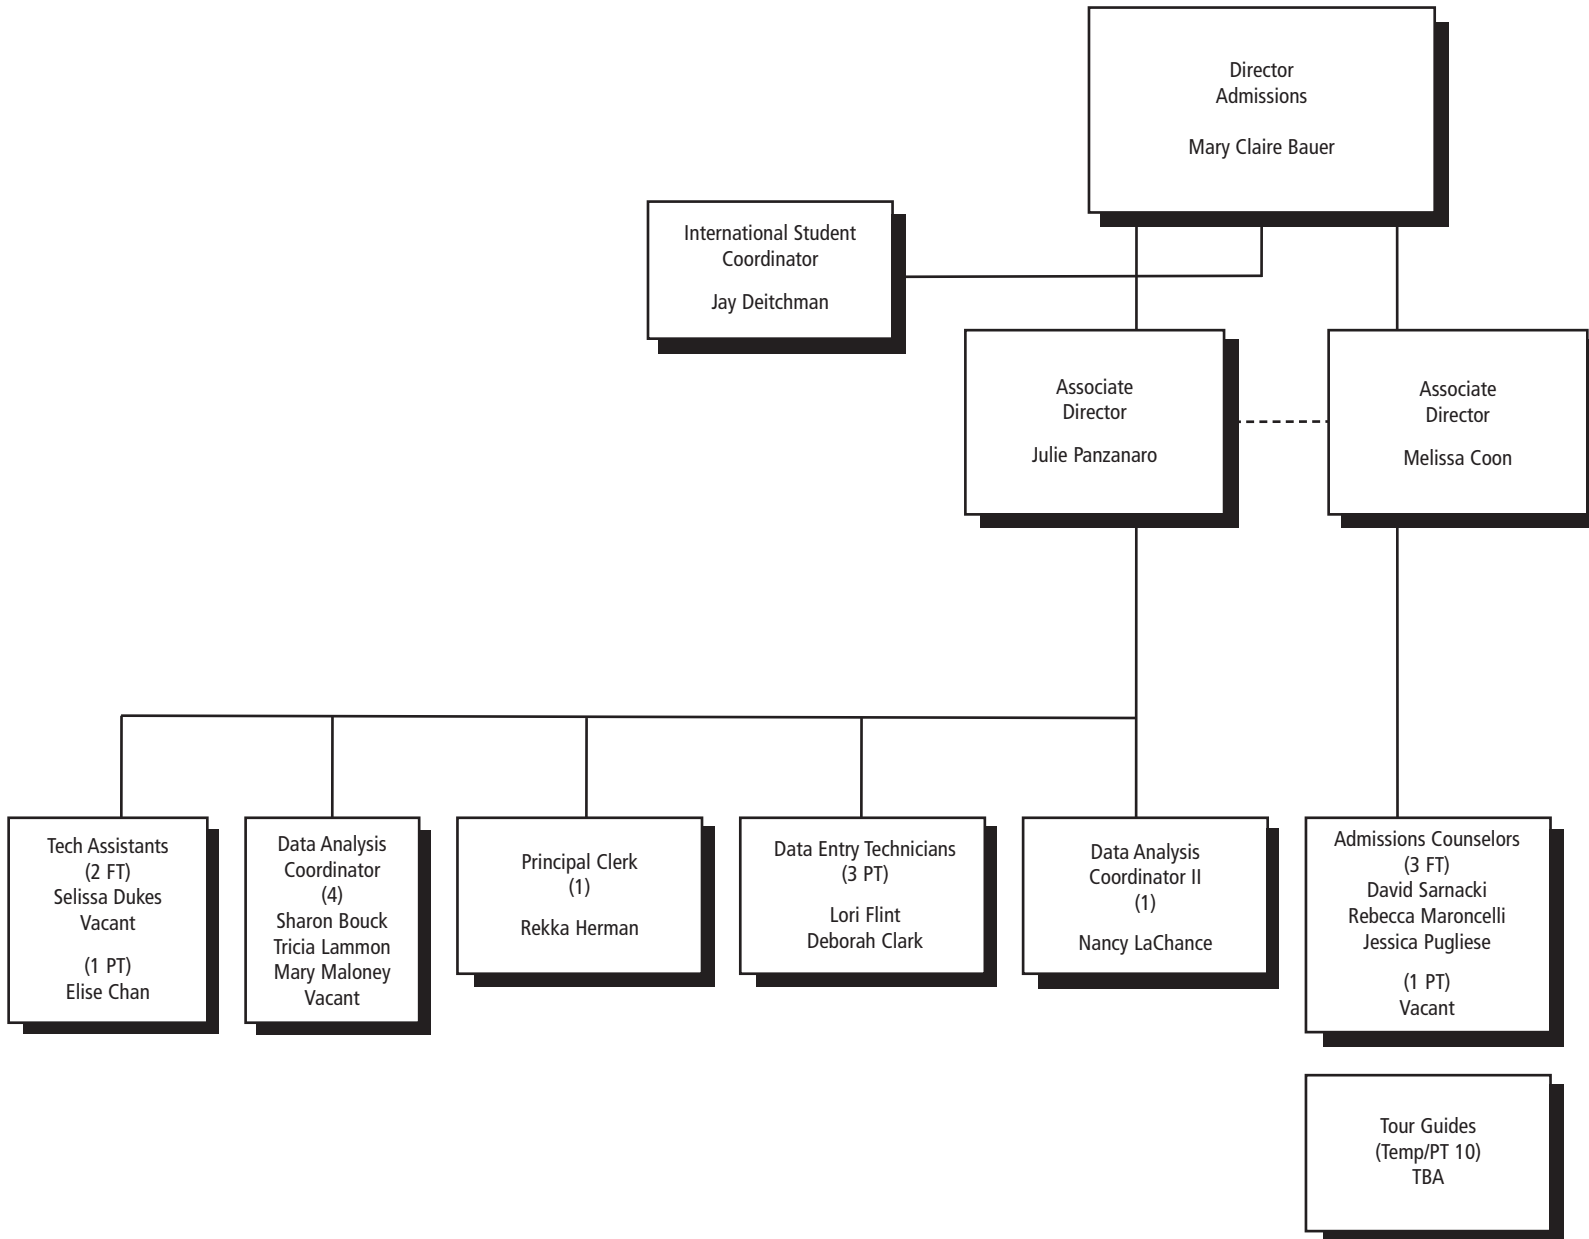 Director
Admissions
Mary Claire Bauer
International Student
Coordinator
Jay Deitchman
Associate
Director
Julie Panzanaro
Associate
Director
Melissa Coon
Tech Assistants
(2 FT)
Selissa Dukes
Vacant
(1 PT)
Elise Chan
Data Analysis
Coordinator
(4)
Sharon Bouck
Tricia Lammon
Mary Maloney
Vacant
Principal Clerk
(1)
Rekka Herman
Data Entry Technicians
(3 PT)
Lori Flint
Deborah Clark
Data Analysis
Coordinator II
(1)
Nancy LaChance
Admissions Counselors
(3 FT)
David Sarnacki
Rebecca Maroncelli
Jessica Pugliese
(1 PT)
Vacant
Tour Guides
(Temp/PT 10)
TBA